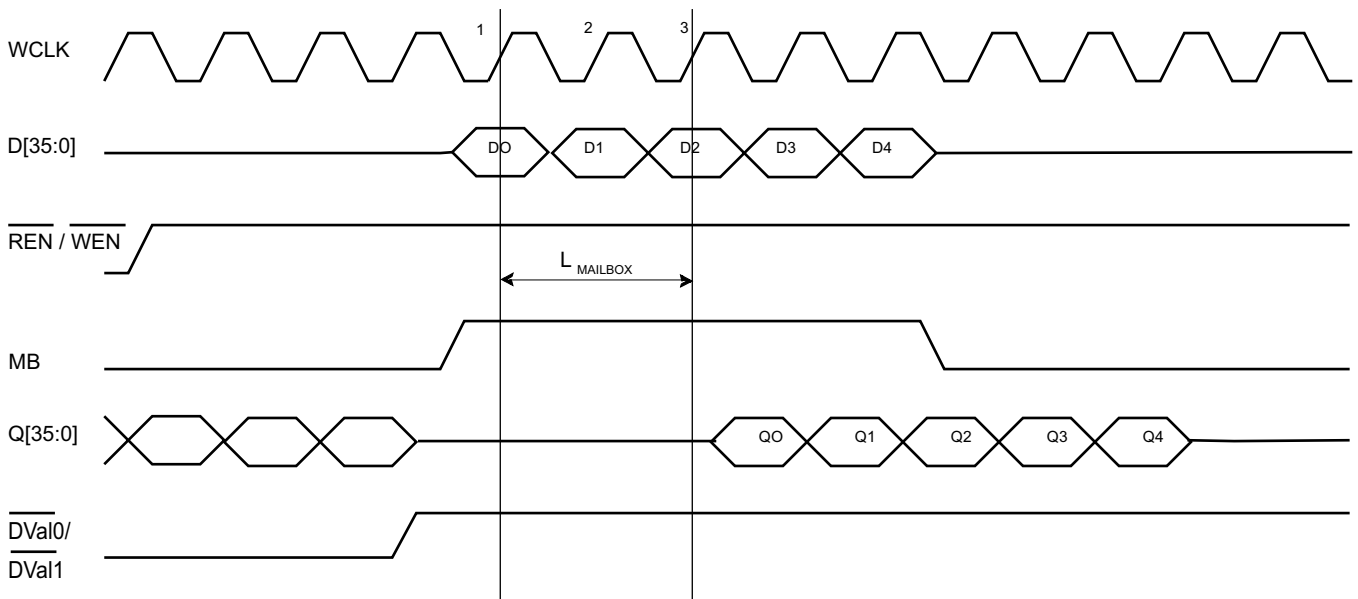 1 2 3
WCLK
D[35:0] DO D1 D2 D3 D4
REN / WEN
L MAILBOX
MB
Q[35:0] QO Q1 Q2 Q3 Q4
DVal0/
DVal1